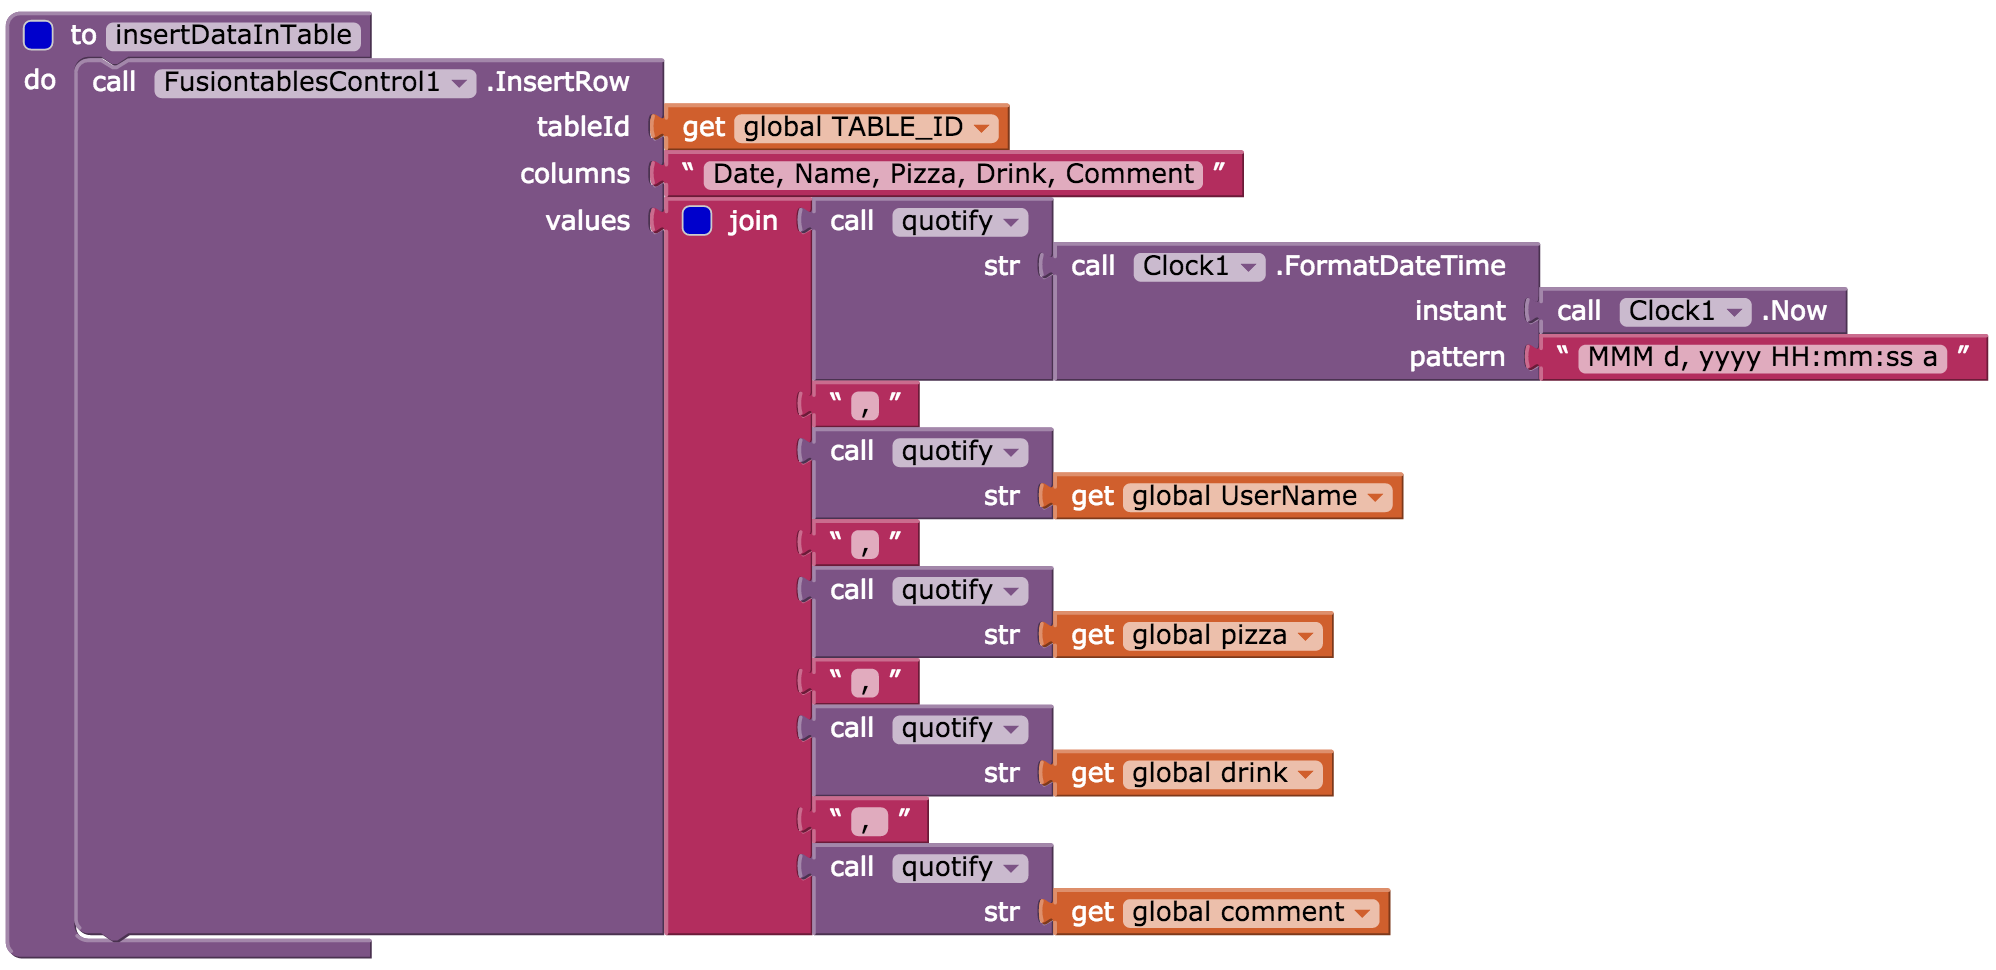 to insertDataInTable
do call FusiontablesControl1 .InsertRow
tableId get global TABLE_ID
columns “ Date, Name, Pizza, Drink, Comment ”
values join call quotify
str call Clock1 .FormatDateTime
instant call Clock1 .Now
pattern “ MMM d, yyyy HH:mm:ss a ”
“ , ”
call quotify
str get global UserName
“ , ”
call quotify
str get global pizza
“ , ”
call quotify
str get global drink
“ , ”
call quotify
str get global comment